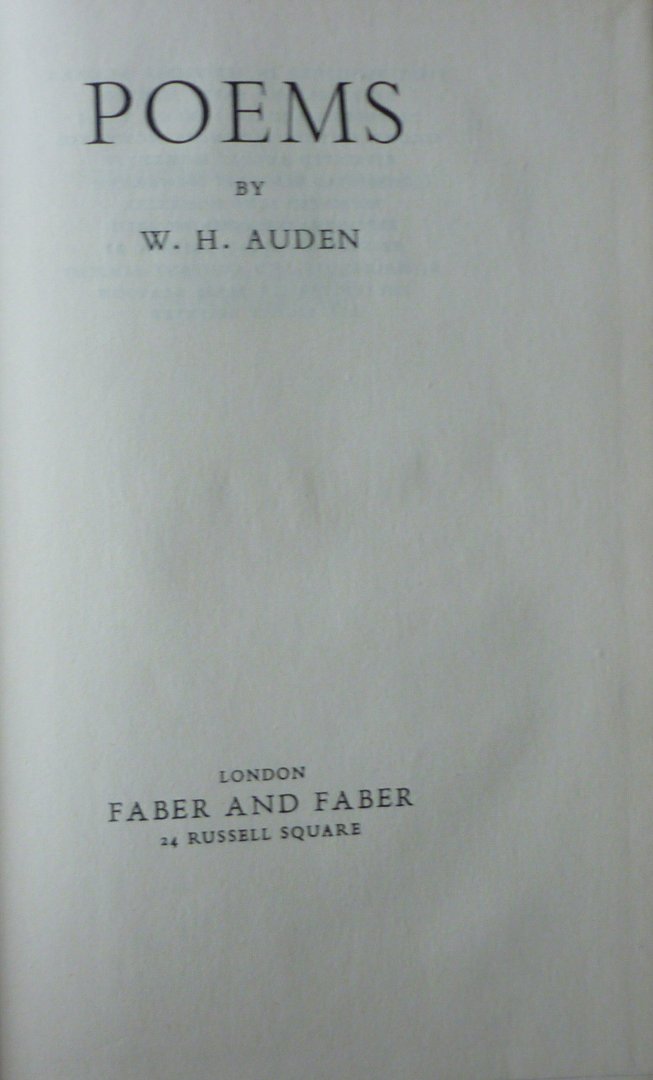 POEMS
BY
W. H. AUDEN
LONDON
FABER AND FABER
24 RUSSELL SQUARE